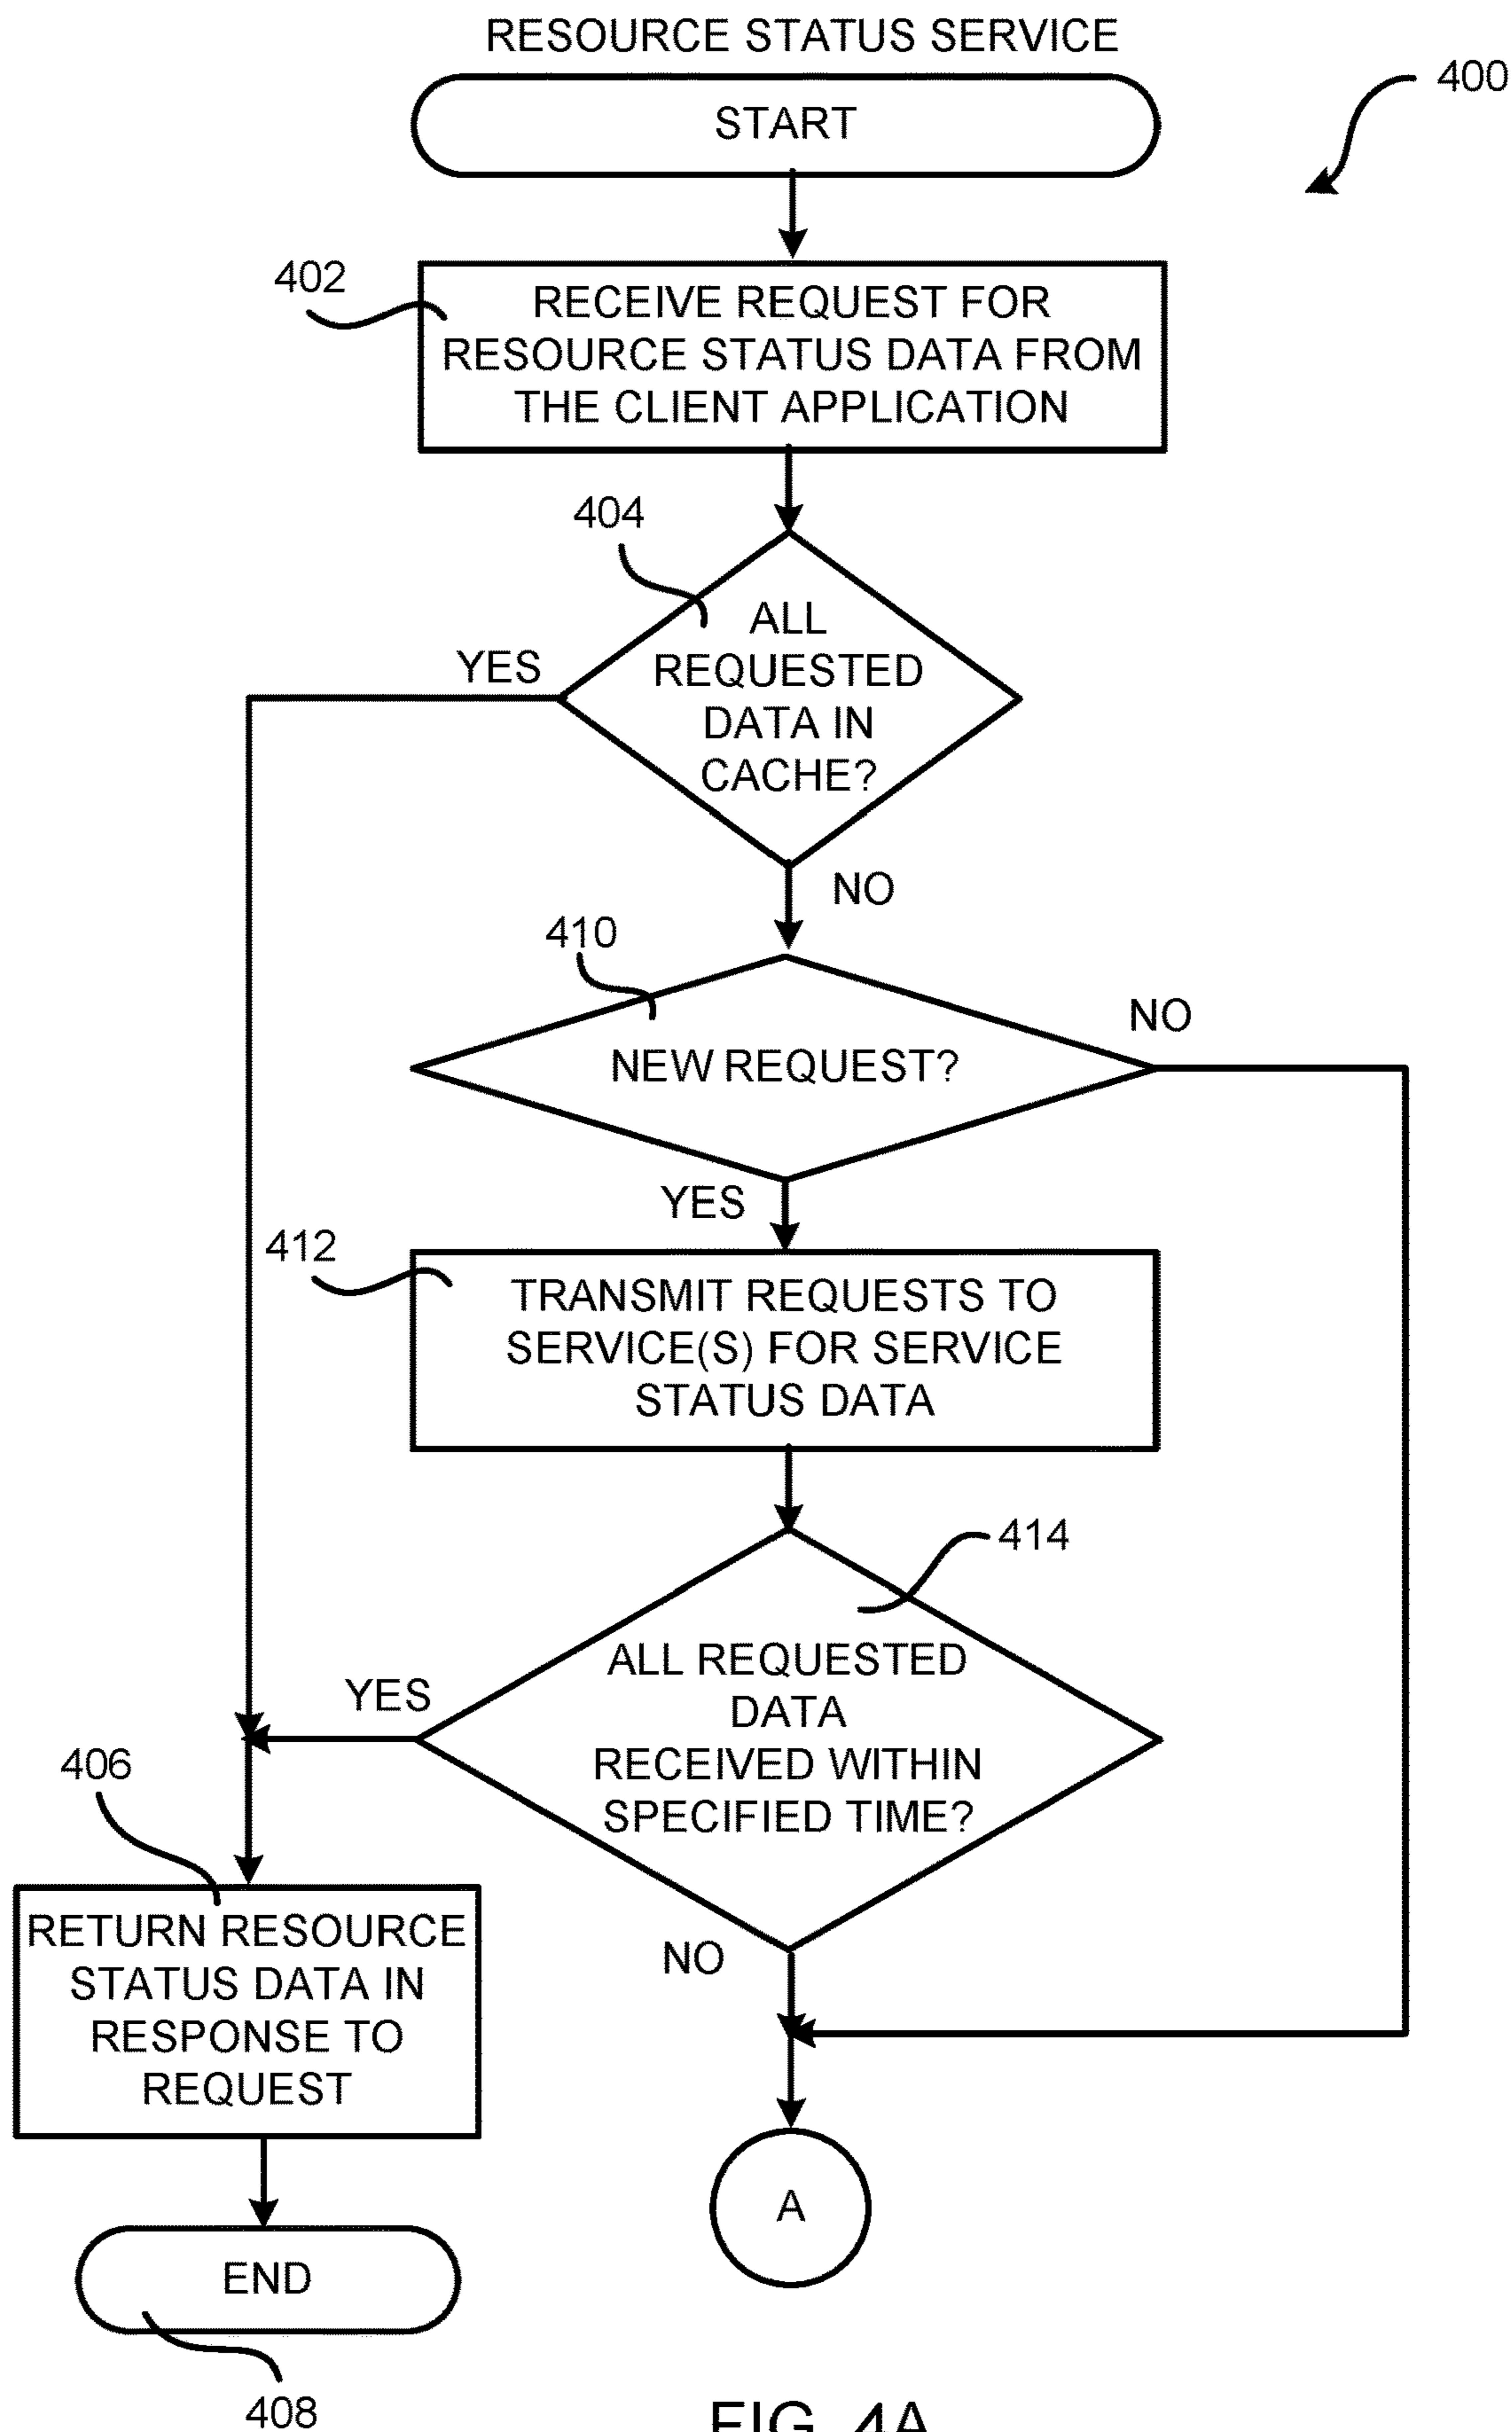 RESOURCE STATUS SERVICE
START
400
402
RECEIVE REQUEST FOR
RESOURCE STATUS DATA FROM
THE CLIENT APPLICATION
404
ALL
REQUESTED
DATA IN
CACHE?
YES
NO
410
NEW REQUEST?
NO
YES
412
TRANSMIT REQUESTS TO
SERVICE(S) FOR SERVICE
STATUS DATA
414
ALL REQUESTED
DATA
RECEIVED WITHIN
SPECIFIED TIME?
YES
NO
406
RETURN RESOURCE
STATUS DATA IN
RESPONSE TO
REQUEST
A
END
408
FIG. 4A